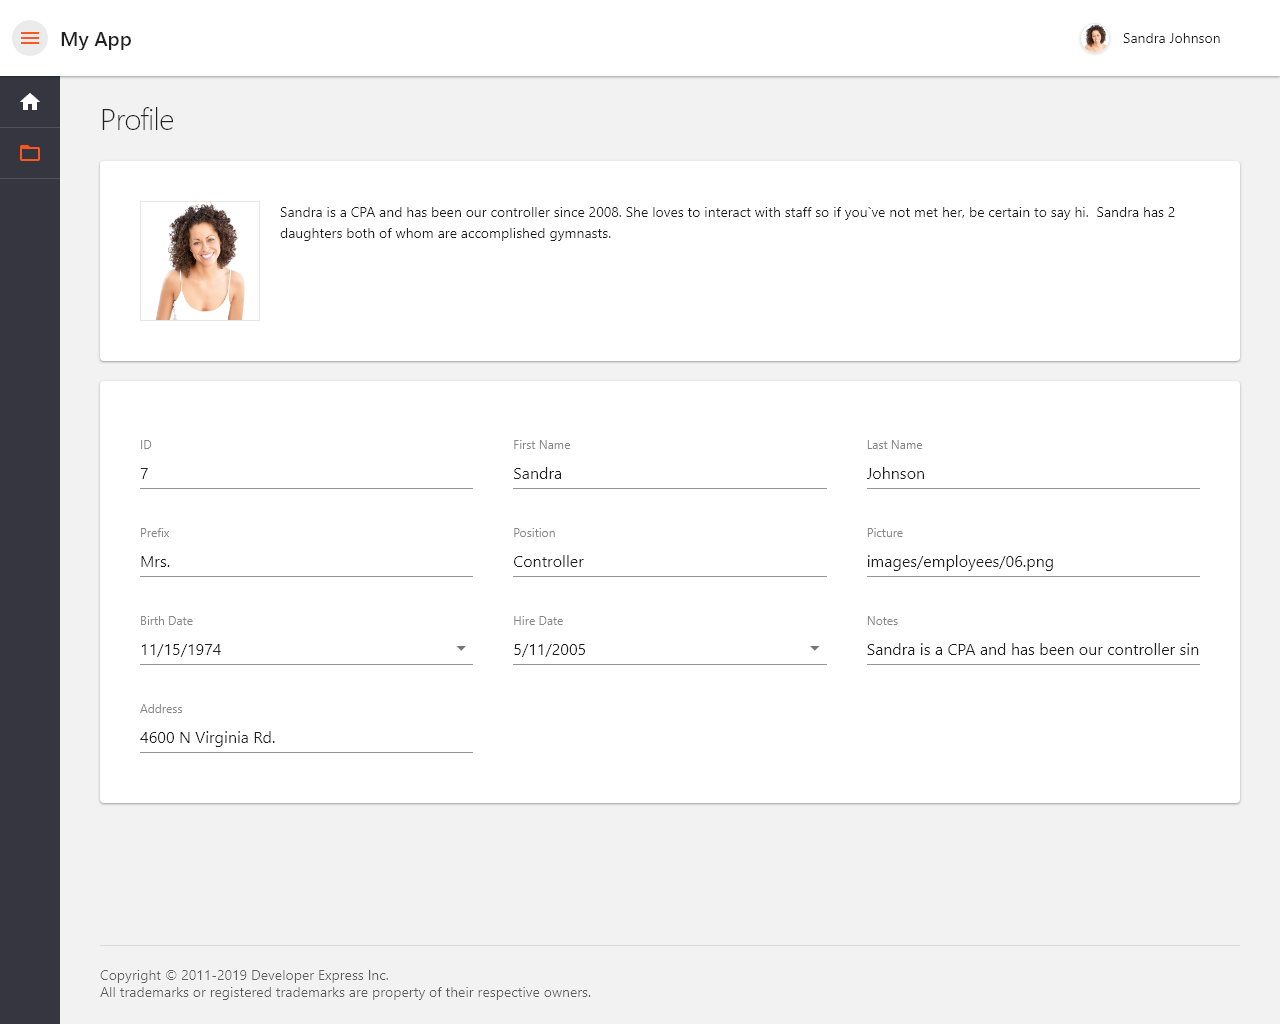 My App
Sandra Johnson
Profile
Sandra is a CPA and has been our controller since 2008. She loves to interact with staff so if you`ve not met her, be certain to say hi.  Sandra has 2
daughters both of whom are accomplished gymnasts.
ID
First Name
Last Name
7
Sandra
Johnson
Prefix
Position
Picture
Mrs.
Controller
images/employees/06.png
Birth Date
Hire Date
Notes
11/15/1974
5/11/2005
Sandra is a CPA and has been our controller sin
Address
4600 N Virginia Rd.
Copyright © 2011-2019 Developer Express Inc.
All trademarks or registered trademarks are property of their respective owners.